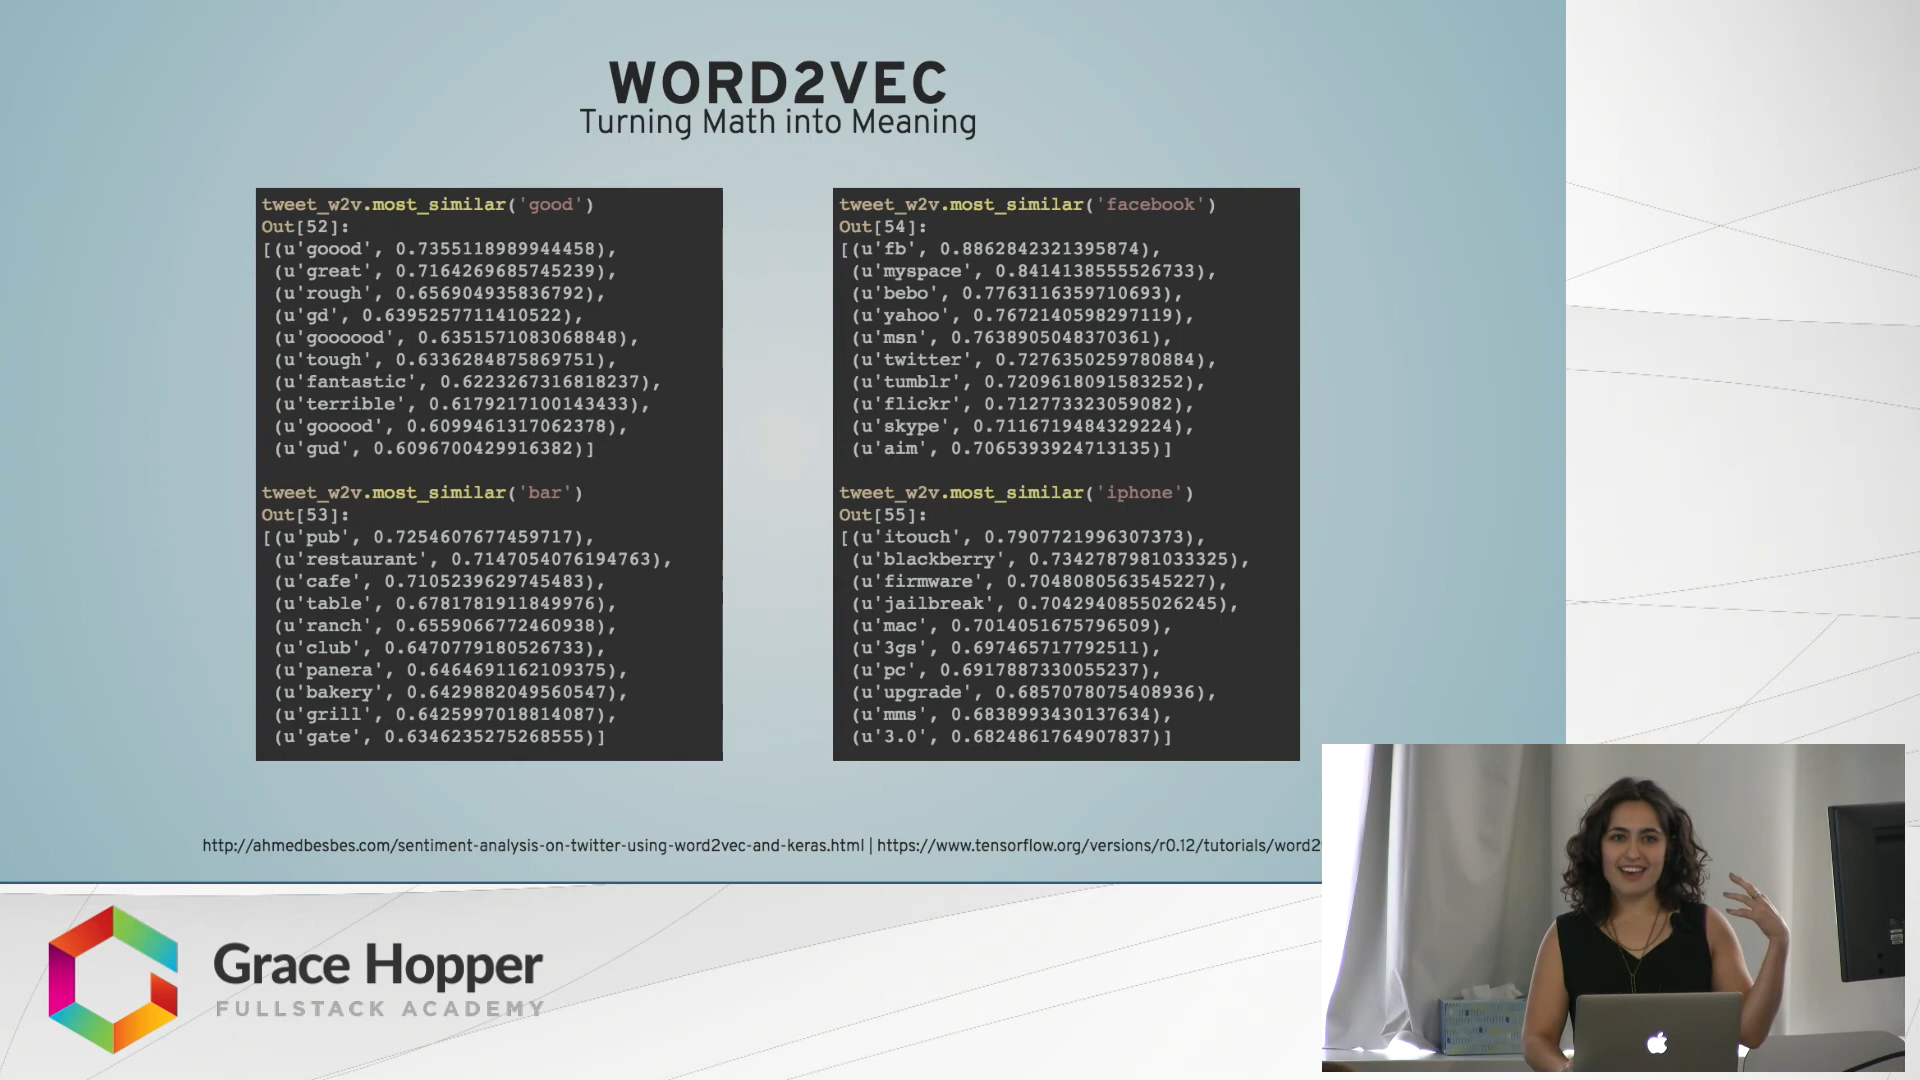 WORD2VEC
Turning Math into Meaning
tweet_w2v.most_similar('good')
Out[52]:
[(u'goood', 0.7355118989944458),
(u'great', 0.7164269685745239),
(u'rough', 0.656904935836792),
(u'gd', 0.6395257711410522),
(u'goooood', 0.6351571083068848),
(u'tough', 0.6336284875869751),
(u'fantastic', 0.6223267316818237),
(u'terrible', 0.6179217100143433),
(u'gooood', 0.6099461317062378),
(u'gud', 0.6096700429916382)]
tweet_w2v.most_similar('bar')
Out[53]:
[(u'pub', 0.7254607677459717),
(u'restaurant', 0.7147054076194763),
(u'cafe', 0.7105239629745483),
(u'table', 0.6781781911849976),
(u'ranch', 0.6559066772460938),
(u'club', 0.6470779180526733),
(u'panera', 0.6464691162109375),
(u'bakery', 0.6429882049560547),
(u'grill', 0.6425997018814087),
(u'gate', 0.6346235275268555)]
tweet_w2v.most_similar('facebook')
Out[54]:
[(u'fb', 0.8862842321395874),
(u'myspace', 0.8414138555526733),
(u'bebo', 0.7763116359710693),
(u'yahoo', 0.7672140598297119),
(u'msn', 0.7638905048370361),
(u'twitter', 0.7276350259780884),
(u'tumblr', 0.7209618091583252),
(u'flickr', 0.712773323059082),
(u'skype', 0.7116719484329224),
(u'aim', 0.7065393924713135)]
tweet_w2v.most_similar('iphone')
Out[55]:
[(u'itouch', 0.7907721996307373),
(u'blackberry', 0.7342787981033325),
(u'firmware', 0.7048080563545227),
(u'jailbreak', 0.7042940855026245),
(u'mac', 0.7014051675796509),
(u'3gs', 0.697465717792511),
(u'pc', 0.6917887330055237),
(u'upgrade', 0.6857078075408936),
(u'mms', 0.6838993430137634),
(u'3.0', 0.6824861764907837)]
http://ahmedbesbes.com/sentiment-analysis-on-twitter-using-word2vec-and-keras.html | https://www.tensorflow.org/versions/r0.12/tutorials/word2
Grace Hopper
FULLSTACK ACADEMY